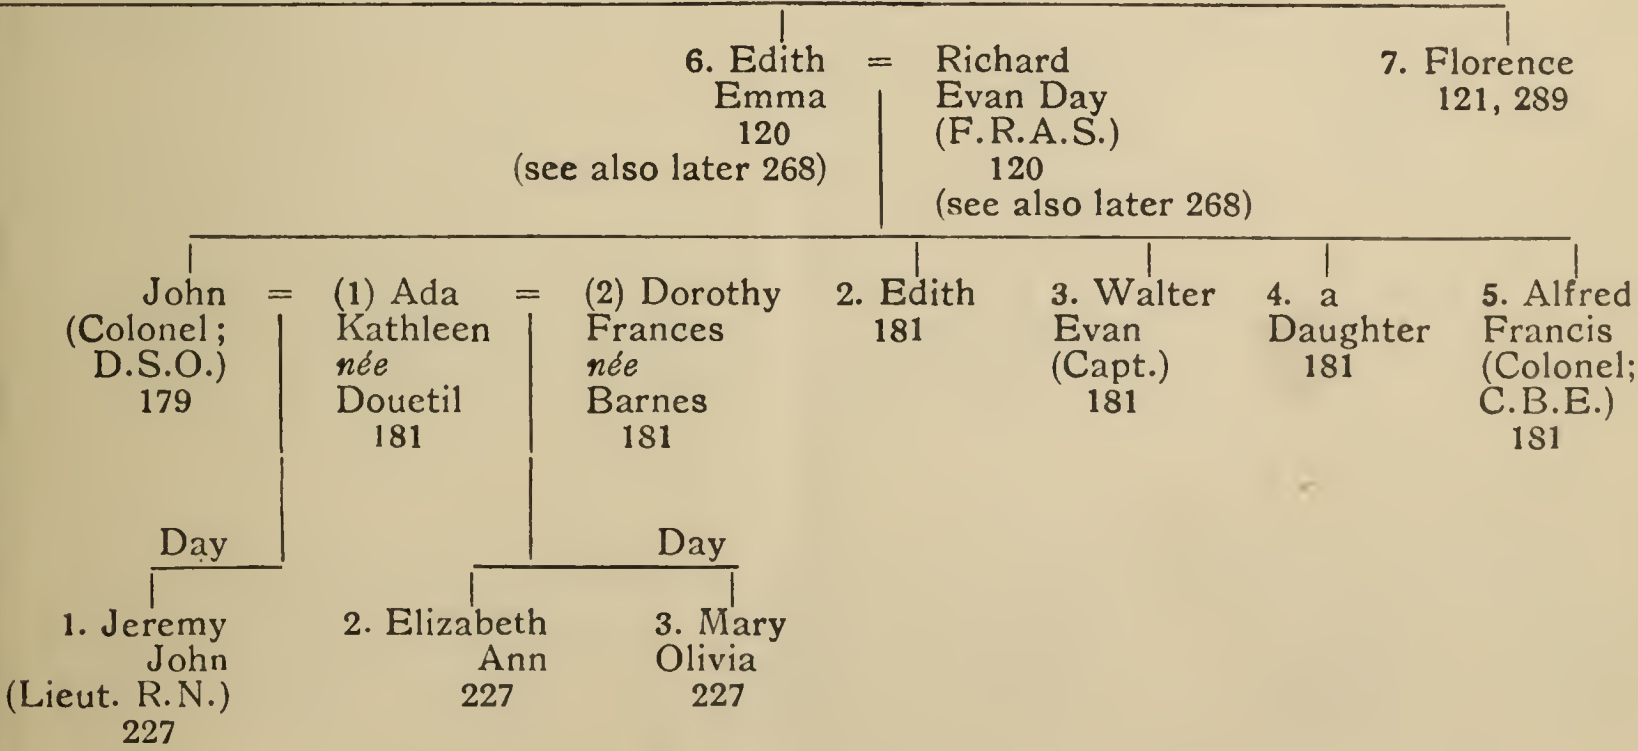 6. Edith = Richard 7. Florence
Emma Evan Day 121, 289
120 (F.R.A.S.)
120
(see also later 268)
(see also later 268)
John = (1) Ada = (2) Dorothy 2. Edith 3. Walter 4. a 5. Alfred
(Colonel; Kathleen Frances 181 Evan Daughter Francis
D.S.O.) née née (Capt.) 181 (Colonel;
179 Douetil Barnes 181 C.B.E.)
181 181 181
Day Day
1. Jeremy 2. Elizabeth 3. Mary
John Ann Olivia
(Lieut. R.N.) 227 227
227